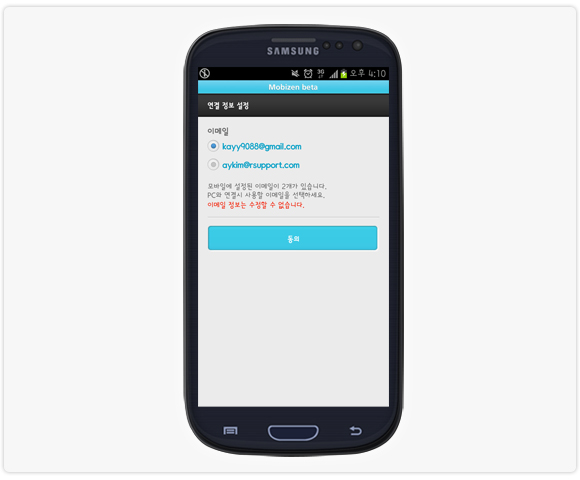 SAMSUNG
3G 오후 4:10
Mobizen beta
연결 정보 설정
이메일
kayy9088@gmail.com
aykim@rsupport.com
모바일에 설정된 이메일이 2개가 있습니다.
PC와 연결시 사용할 이메일을 선택하세요.
이메일 정보는 수정할 수 없습니다.
동의